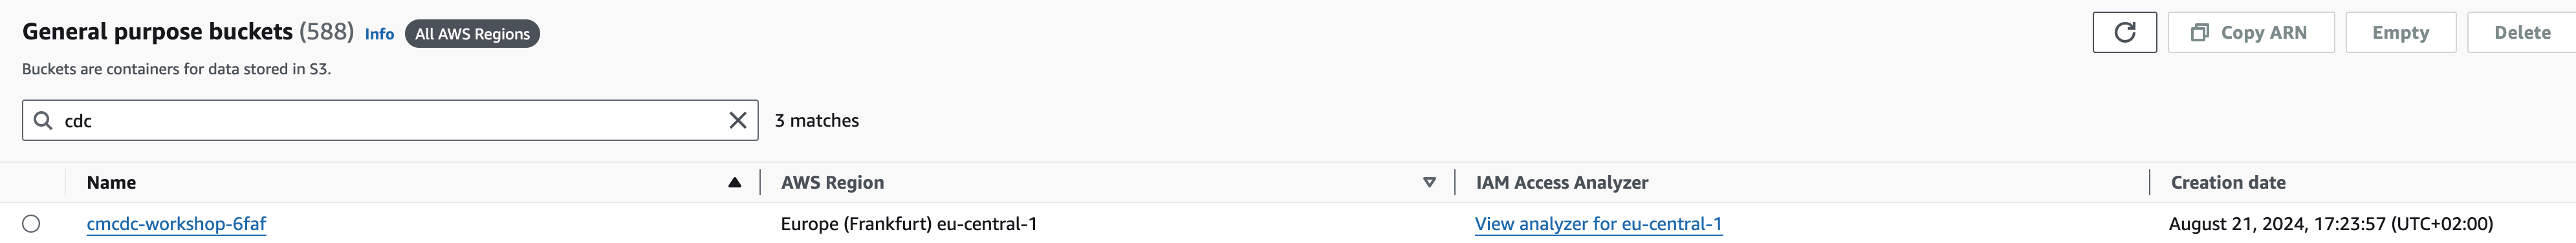 General purpose buckets (588) Info All AWS Regions
Copy ARN Empty Delete
Buckets are containers for data stored in S3.
cdc 3 matches
Name AWS Region IAM Access Analyzer Creation date
cmcdc-workshop-6faf Europe (Frankfurt) eu-central-1 View analyzer for eu-central-1 August 21, 2024, 17:23:57 (UTC+02:00)